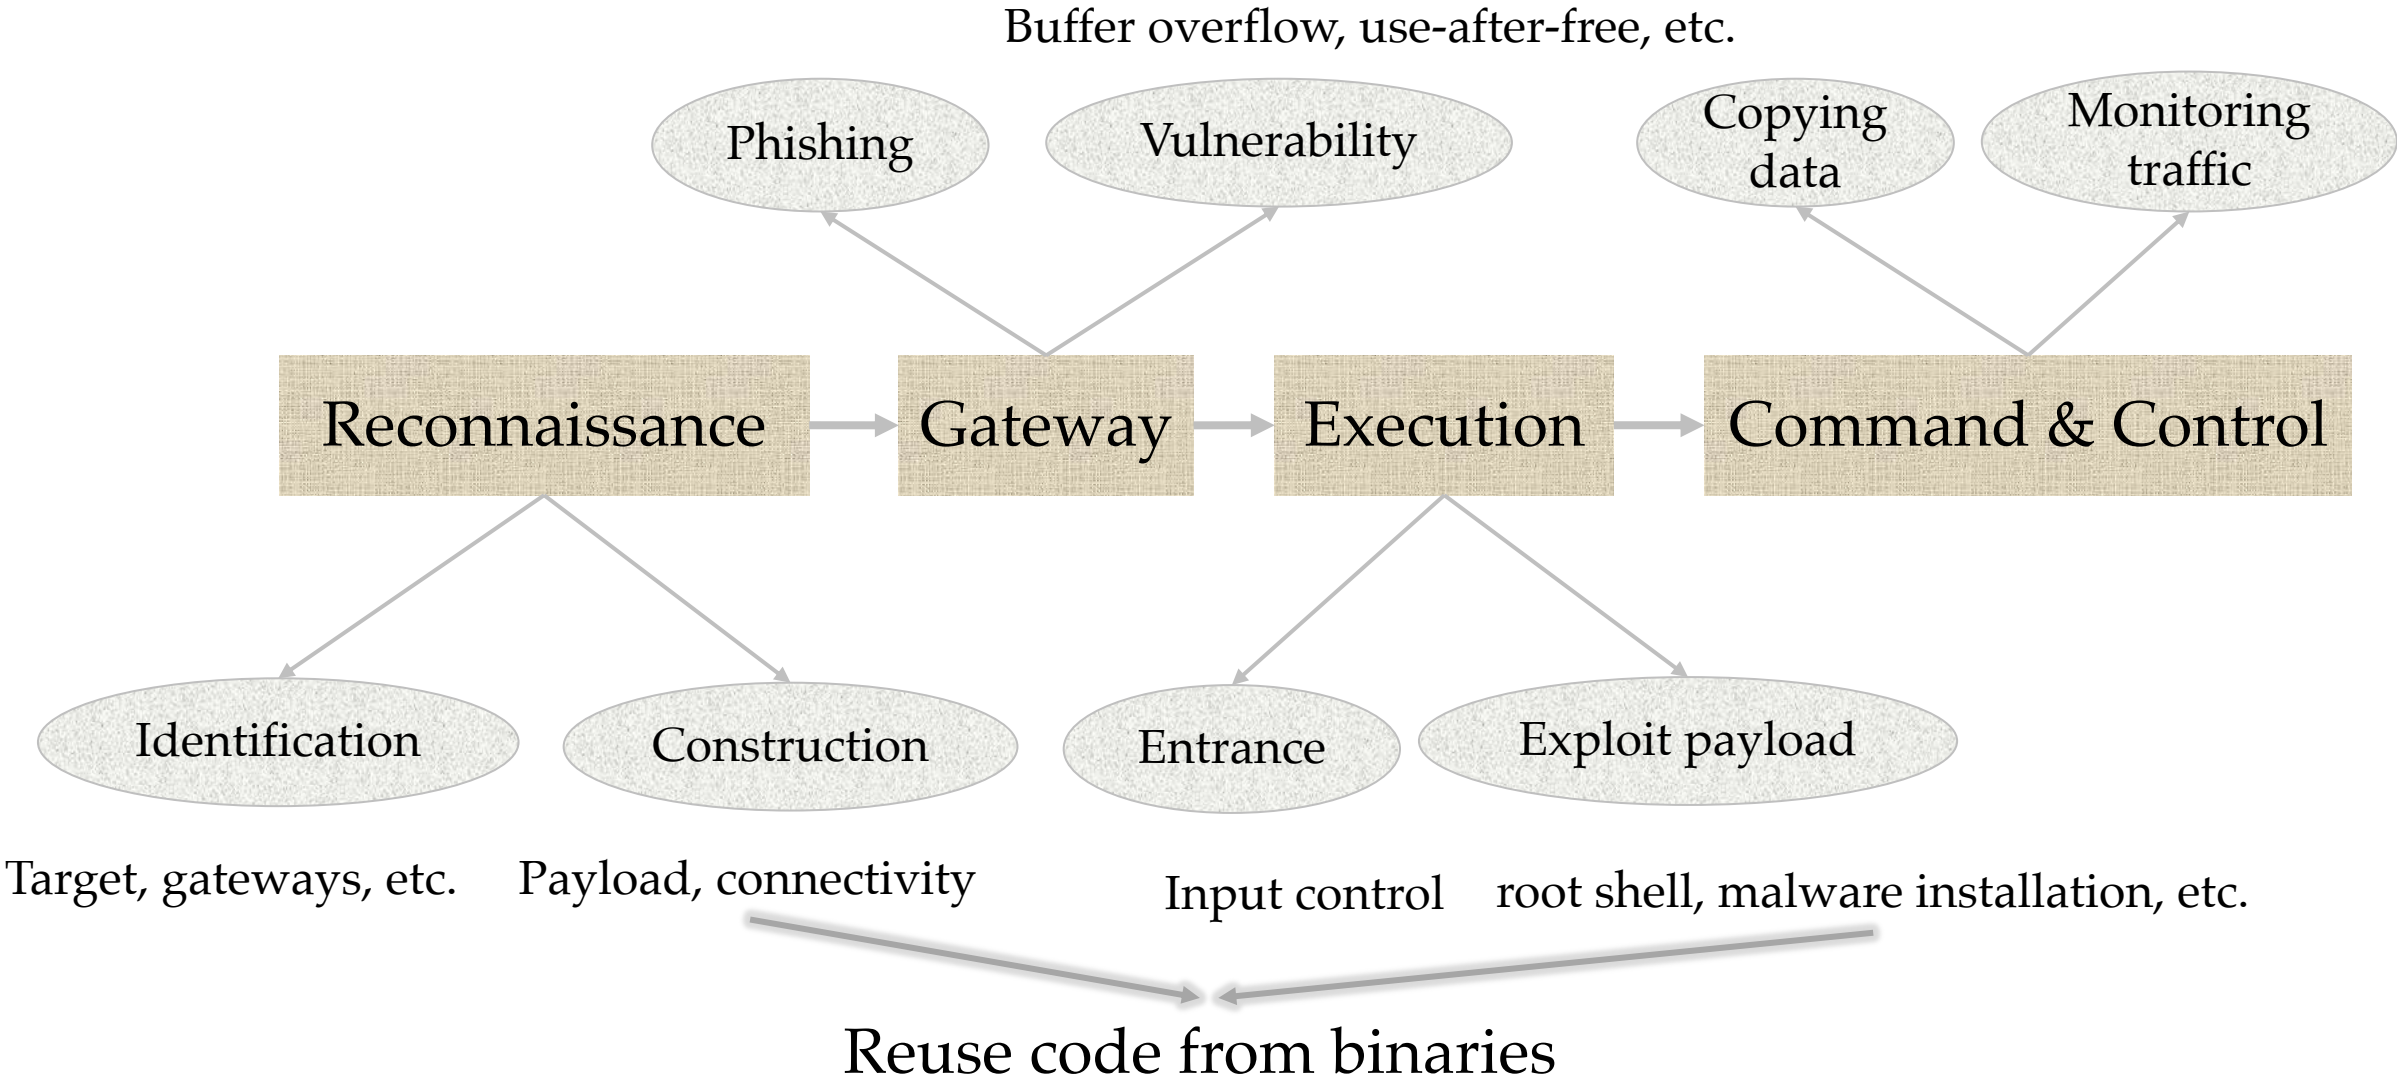 Buffer overflow, use-after-free, etc.
Phishing
Vulnerability
Copying
data
Monitoring
traffic
Reconnaissance
Gateway
Execution
Command & Control
Identification
Construction
Entrance
Exploit payload
Target, gateways, etc.
Payload, connectivity
Input control
root shell, malware installation, etc.
Reuse code from binaries